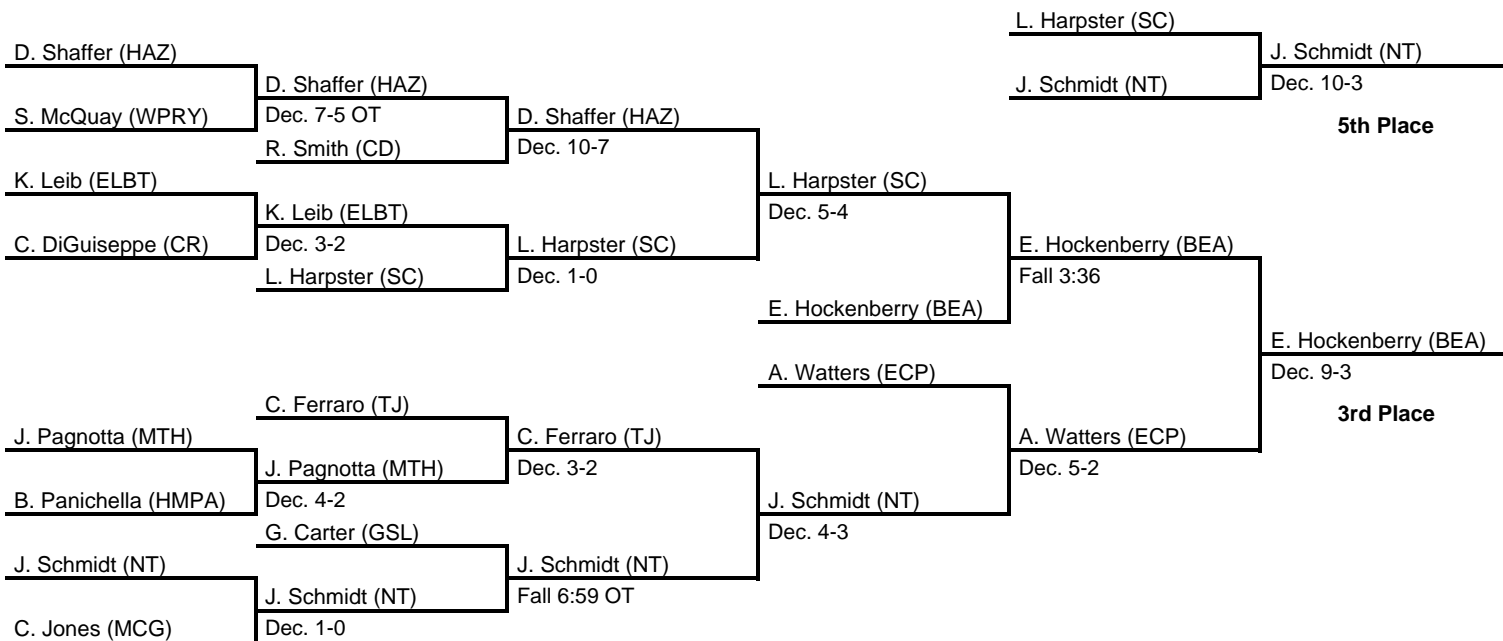 L. Harpster (SC)
D. Shaffer (HAZ)
J. Schmidt (NT)
D. Shaffer (HAZ)
J. Schmidt (NT)
Dec. 10-3
S. McQuay (WPRY)
Dec. 7-5 OT
D. Shaffer (HAZ)
5th Place
R. Smith (CD)
Dec. 10-7
K. Leib (ELBT)
L. Harpster (SC)
K. Leib (ELBT)
Dec. 5-4
C. DiGuiseppe (CR)
Dec. 3-2
L. Harpster (SC)
E. Hockenberry (BEA)
L. Harpster (SC)
Dec. 1-0
Fall 3:36
E. Hockenberry (BEA)
E. Hockenberry (BEA)
A. Watters (ECP)
Dec. 9-3
C. Ferraro (TJ)
3rd Place
J. Pagnotta (MTH)
C. Ferraro (TJ)
A. Watters (ECP)
J. Pagnotta (MTH)
Dec. 3-2
Dec. 5-2
B. Panichella (HMPA)
Dec. 4-2
J. Schmidt (NT)
G. Carter (GSL)
Dec. 4-3
J. Schmidt (NT)
J. Schmidt (NT)
J. Schmidt (NT)
Fall 6:59 OT
C. Jones (MCG)
Dec. 1-0